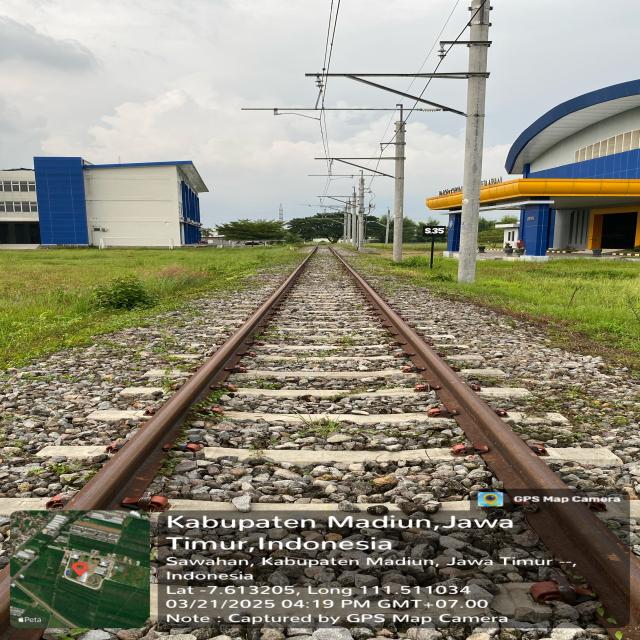 S.35
GPS Map Camera
Kabupaten Madiun,Jawa
Timur,Indonesia
Sawahan, Kabupaten Madiun, Jawa Timur --,
Indonesia
Lat -7.613205, Long 111.511034
03/21/2025 04:19 PM GMT+07.00
Note : Captured by GPS Map Camera
Peta